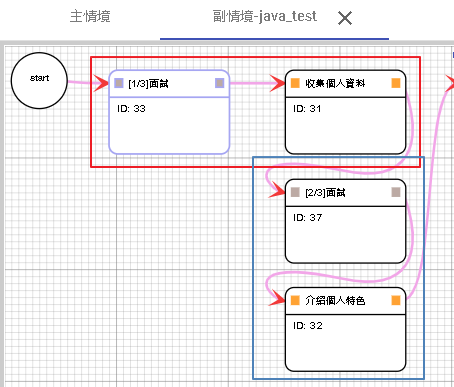 主情境
副情境-java_test
start
[1/3]面試
ID: 33
收集個人資料
ID: 31
[2/3]面試
ID: 37
介紹個人特色
ID: 32